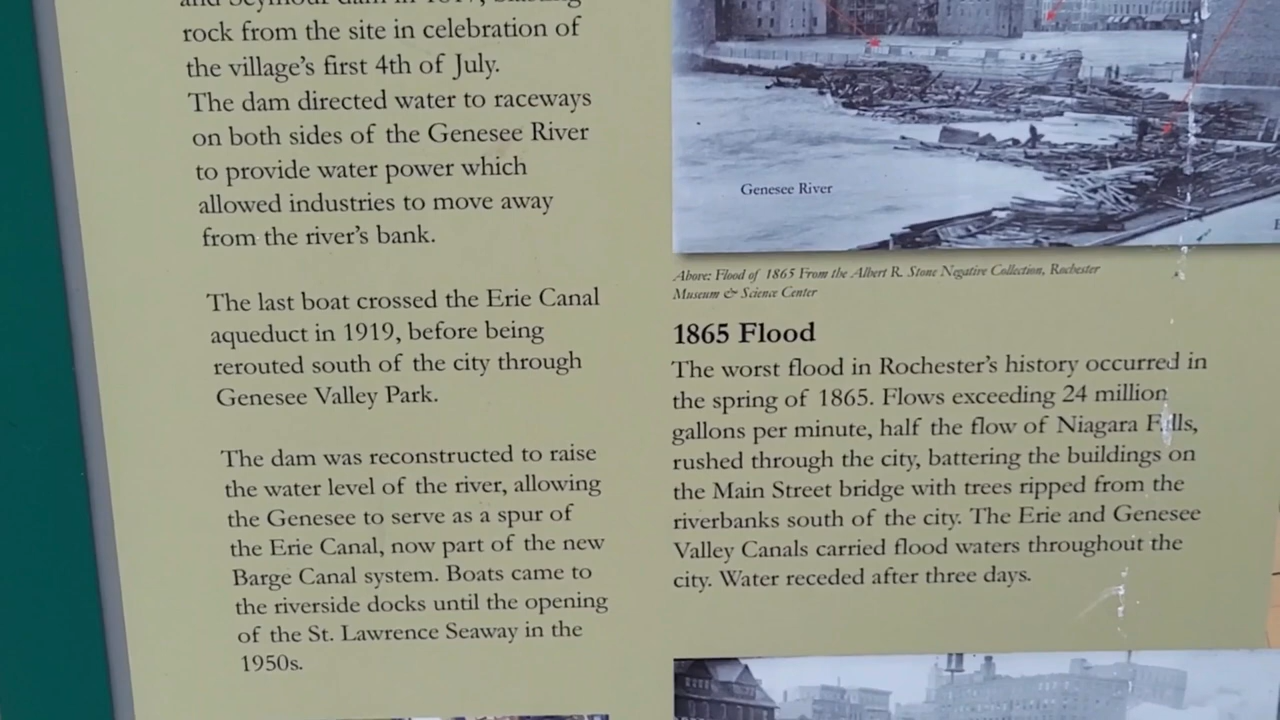 rock from the site in celebration of
the village's first 4th of July.
The dam directed water to raceways
on both sides of the Genesee River
to provide water power which
allowed industries to move away
from the river's bank.
The last boat crossed the Erie Canal
aqueduct in 1919, before being
rerouted south of the city through
Genesee Valley Park.
The dam was reconstructed to raise
the water level of the river, allowing
the Genesee to serve as a spur of
the Erie Canal, now part of the new
Barge Canal system. Boats came to
the riverside docks until the opening
of the St. Lawrence Seaway in the
1950s.
Genesee River
Above: Flood of 1865 From the Albert R. Stone Negative Collection, Rochester
Museum & Science Center
1865 Flood
The worst flood in Rochester's history occurred in
the spring of 1865. Flows exceeding 24 million
gallons per minute, half the flow of Niagara Falls,
rushed through the city, battering the buildings on
the Main Street bridge with trees ripped from the
riverbanks south of the city. The Erie and Genesee
Valley Canals carried flood waters throughout the
city. Water receded after three days.